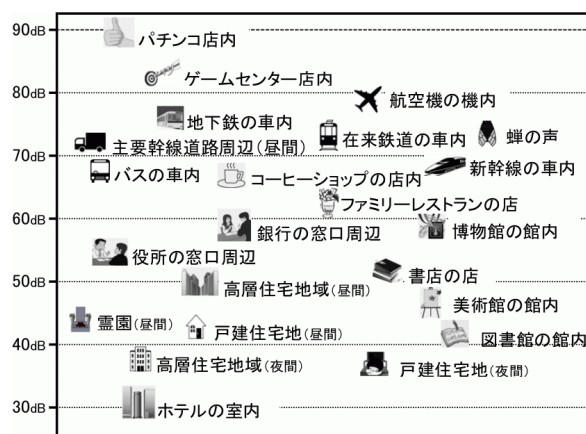 90dB
パチンコ店内
ゲームセンター店内
80dB
航空機の機内
地下鉄の車内
在来鉄道の車内
蝉の声
主要幹線道路周辺(昼間)
70dB
バスの車内
コーヒーショップの店内
新幹線の車内
ファミリーレストランの店
60dB
銀行の窓口周辺
博物館の館内
役所の窓口周辺
書店の店
50dB
高層住宅地域(昼間)
美術館の館内
霊園(昼間)
戸建住宅地(昼間)
図書館の館内
40dB
高層住宅地域(夜間)
戸建住宅地(夜間)
30dB
ホテルの室内